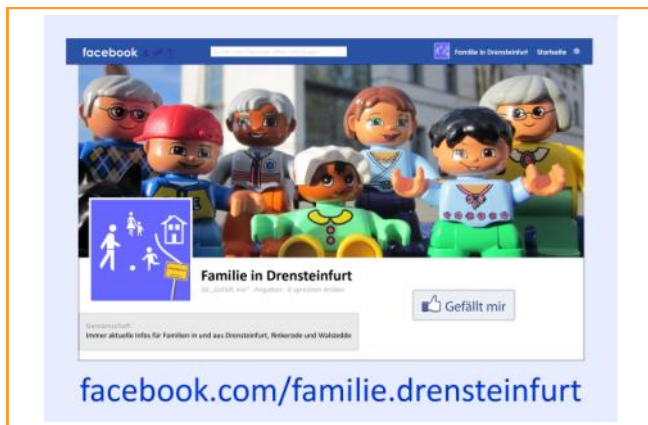 facebook
Familie in Drensteinfurt Startseite
Familie in Drensteinfurt
Gefällt mir
Gemeinschaft
Immer aktuelle Infos für Familien in und aus Drensteinfurt, Rinkerode und Walstedde
facebook.com/familie.drensteinfurt